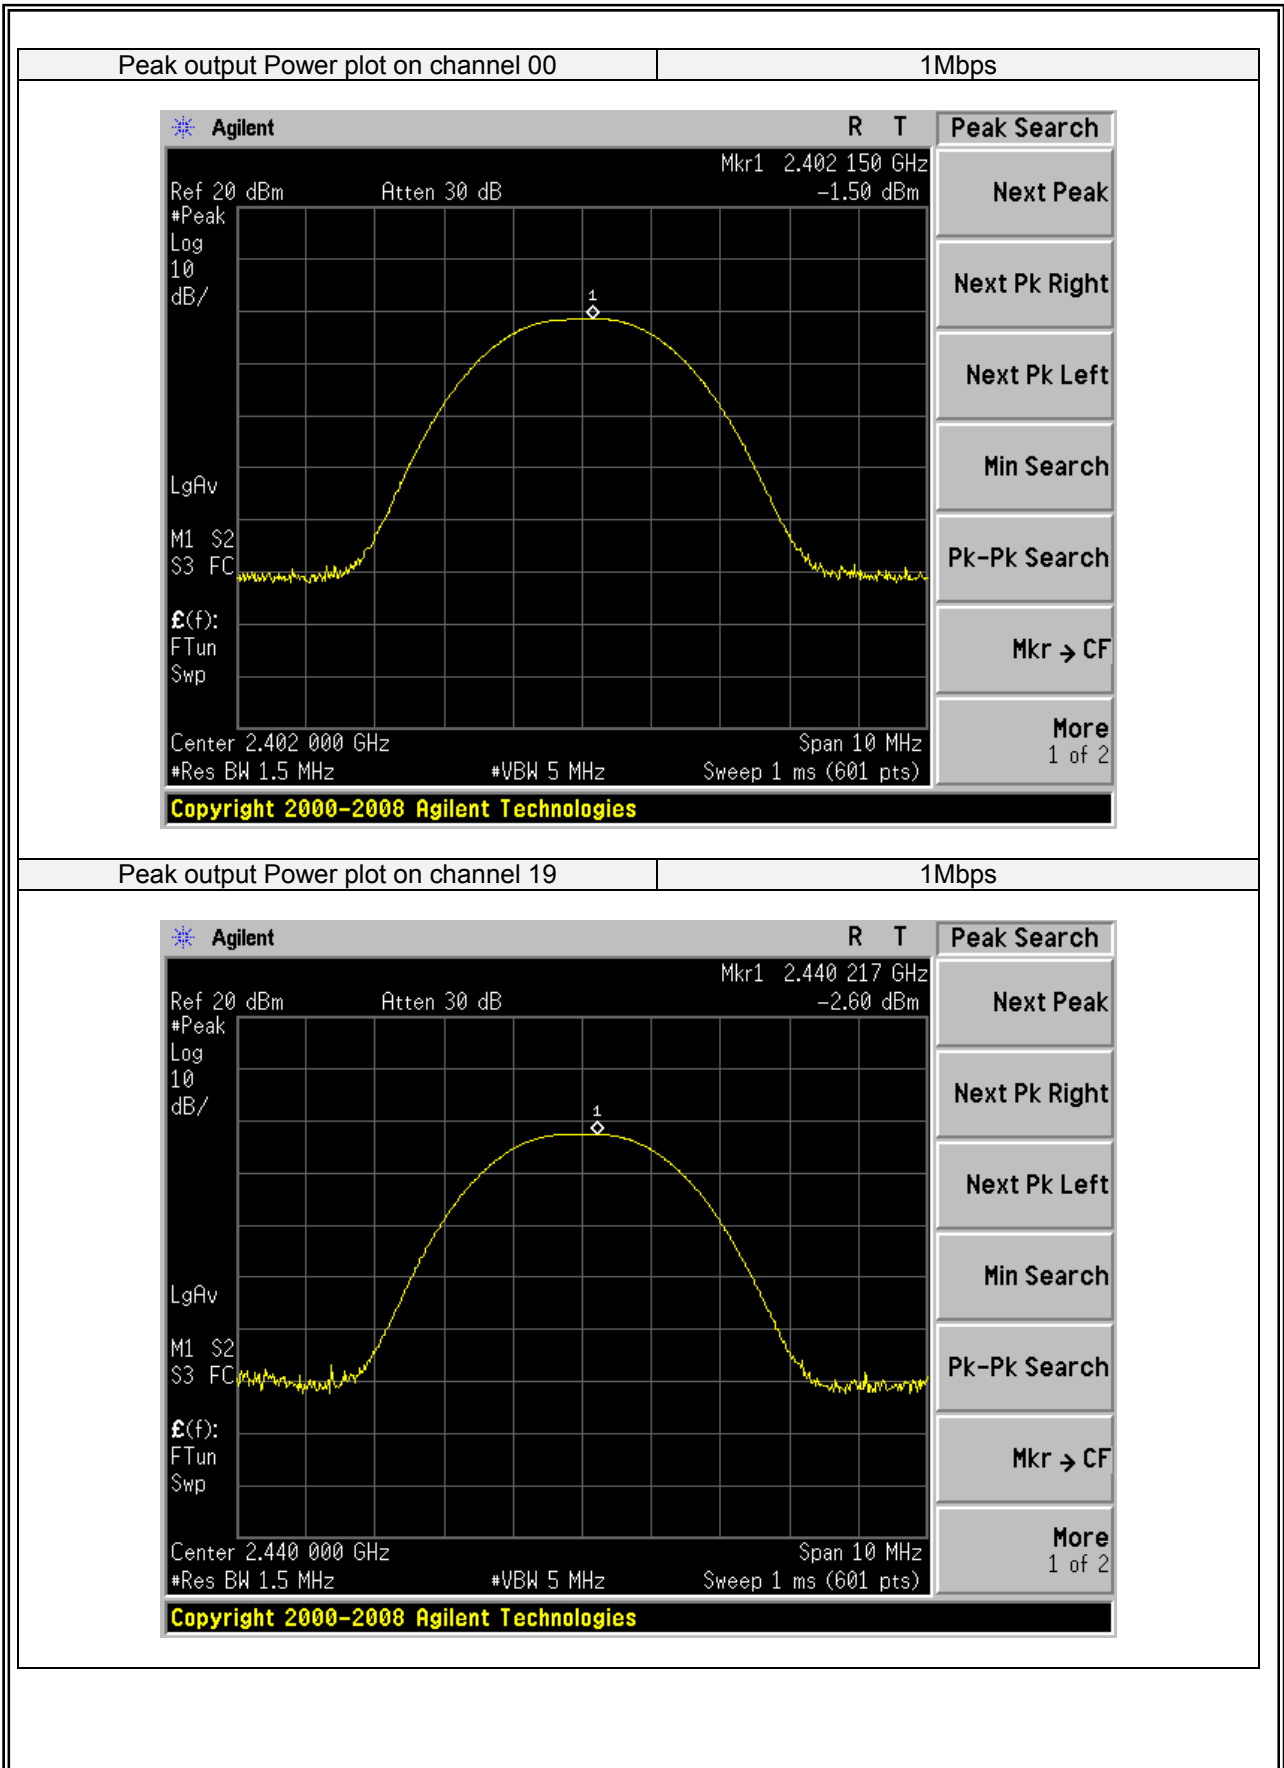 Peak output Power plot on channel 00 1Mbps
Agilent R T Peak Search
Mkr1 2.402 150 GHz
Ref 20 dBm Atten 30 dB -1.50 dBm
#Peak
Log
10
dB/
1
LgAv
M1 S2
S3 FC
£(f):
FTun
Swp
Center 2.402 000 GHz Span 10 MHz
#Res BW 1.5 MHz #VBW 5 MHz Sweep 1 ms (601 pts)
Copyright 2000-2008 Agilent Technologies
Next Peak
Next Pk Right
Next Pk Left
Min Search
Pk-Pk Search
Mkr → CF
More
1 of 2
Peak output Power plot on channel 19 1Mbps
Agilent R T Peak Search
Mkr1 2.440 217 GHz
Ref 20 dBm Atten 30 dB -2.60 dBm
#Peak
Log
10
dB/
1
LgAv
M1 S2
S3 FC
£(f):
FTun
Swp
Center 2.440 000 GHz Span 10 MHz
#Res BW 1.5 MHz #VBW 5 MHz Sweep 1 ms (601 pts)
Copyright 2000-2008 Agilent Technologies
Next Peak
Next Pk Right
Next Pk Left
Min Search
Pk-Pk Search
Mkr → CF
More
1 of 2